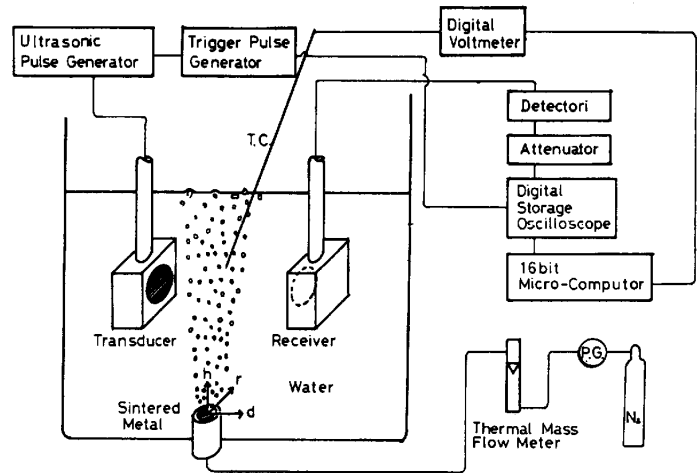 Ultrasonic
Pulse Generator
Trigger Pulse
Generator
Digital
Voltmeter
T.C.
Detectori
Attenuator
Digital
Storage
Oscilloscope
16bit
Micro-Computor
Transducer
Receiver
h
r
d
Water
Sintered
Metal
P.G.
N₂
Thermal Mass
Flow Meter